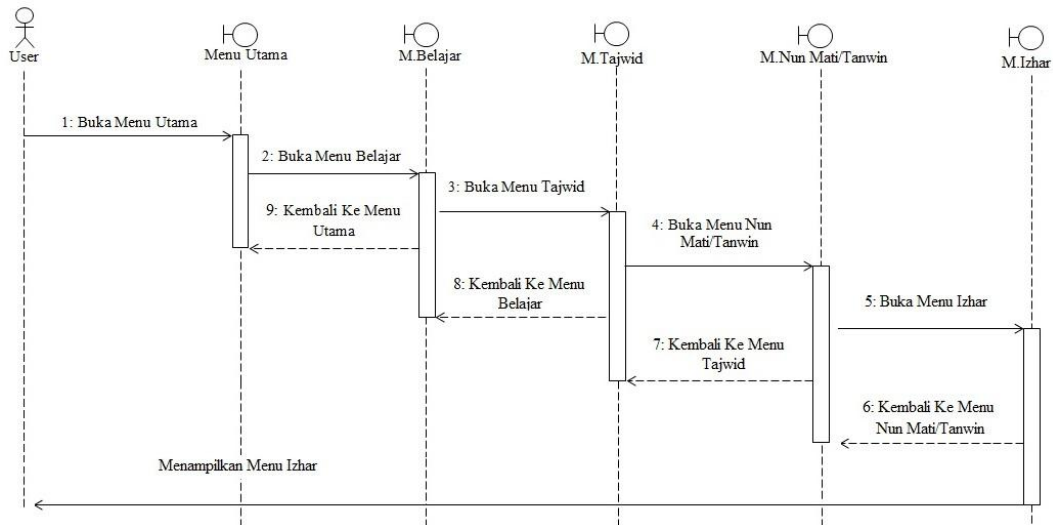 User
Menu Utama
M.Belajar
M.Tajwid
M.Nun Mati/Tanwin
M.Izhar
1: Buka Menu Utama
2: Buka Menu Belajar
3: Buka Menu Tajwid
9: Kembali Ke Menu
Utama
4: Buka Menu Nun
Mati/Tanwin
8: Kembali Ke Menu
Belajar
5: Buka Menu Izhar
7: Kembali Ke Menu
Tajwid
6: Kembali Ke Menu
Nun Mati/Tanwin
Menampilkan Menu Izhar